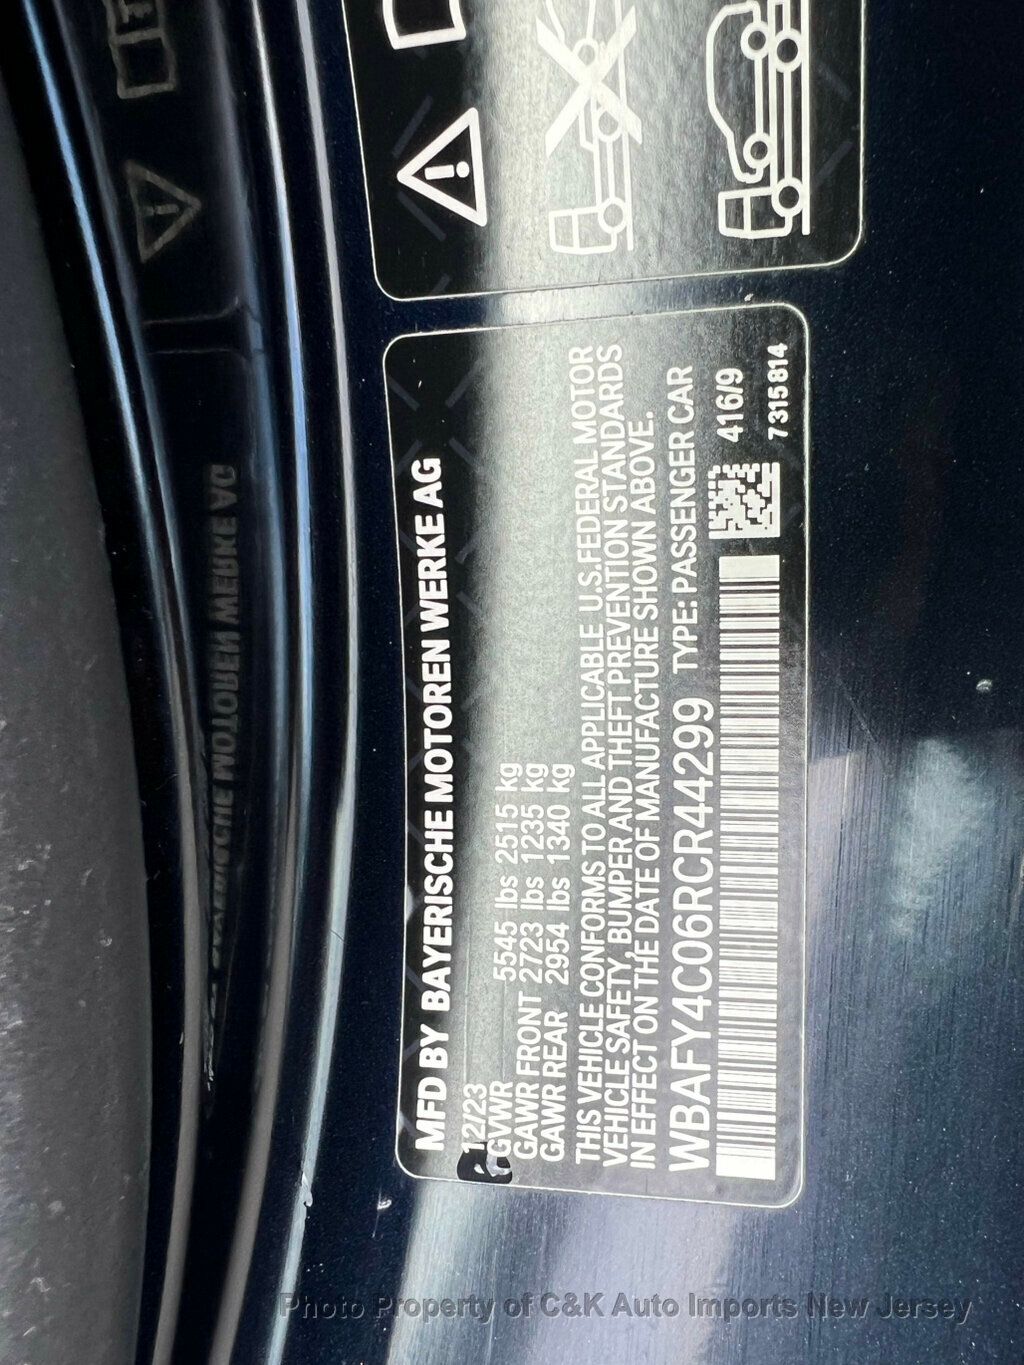 MFD BY BAYERISCHE MOTOREN WERKE AG
12/23
GVWR 5545 lbs 2515 kg
GAWR FRONT 2723 lbs 1235 kg
GAWR REAR 2954 lbs 1340 kg
THIS VEHICLE CONFORMS TO ALL APPLICABLE U.S.FEDERAL MOTOR
VEHICLE SAFETY, BUMPER AND THEFT PREVENTION STANDARDS
IN EFFECT ON THE DATE OF MANUFACTURE SHOWN ABOVE.
WBAFY4C06RCR44299 TYPE: PASSENGER CAR
416/9
7315814
Photo Property of C&K Auto Imports New Jersey